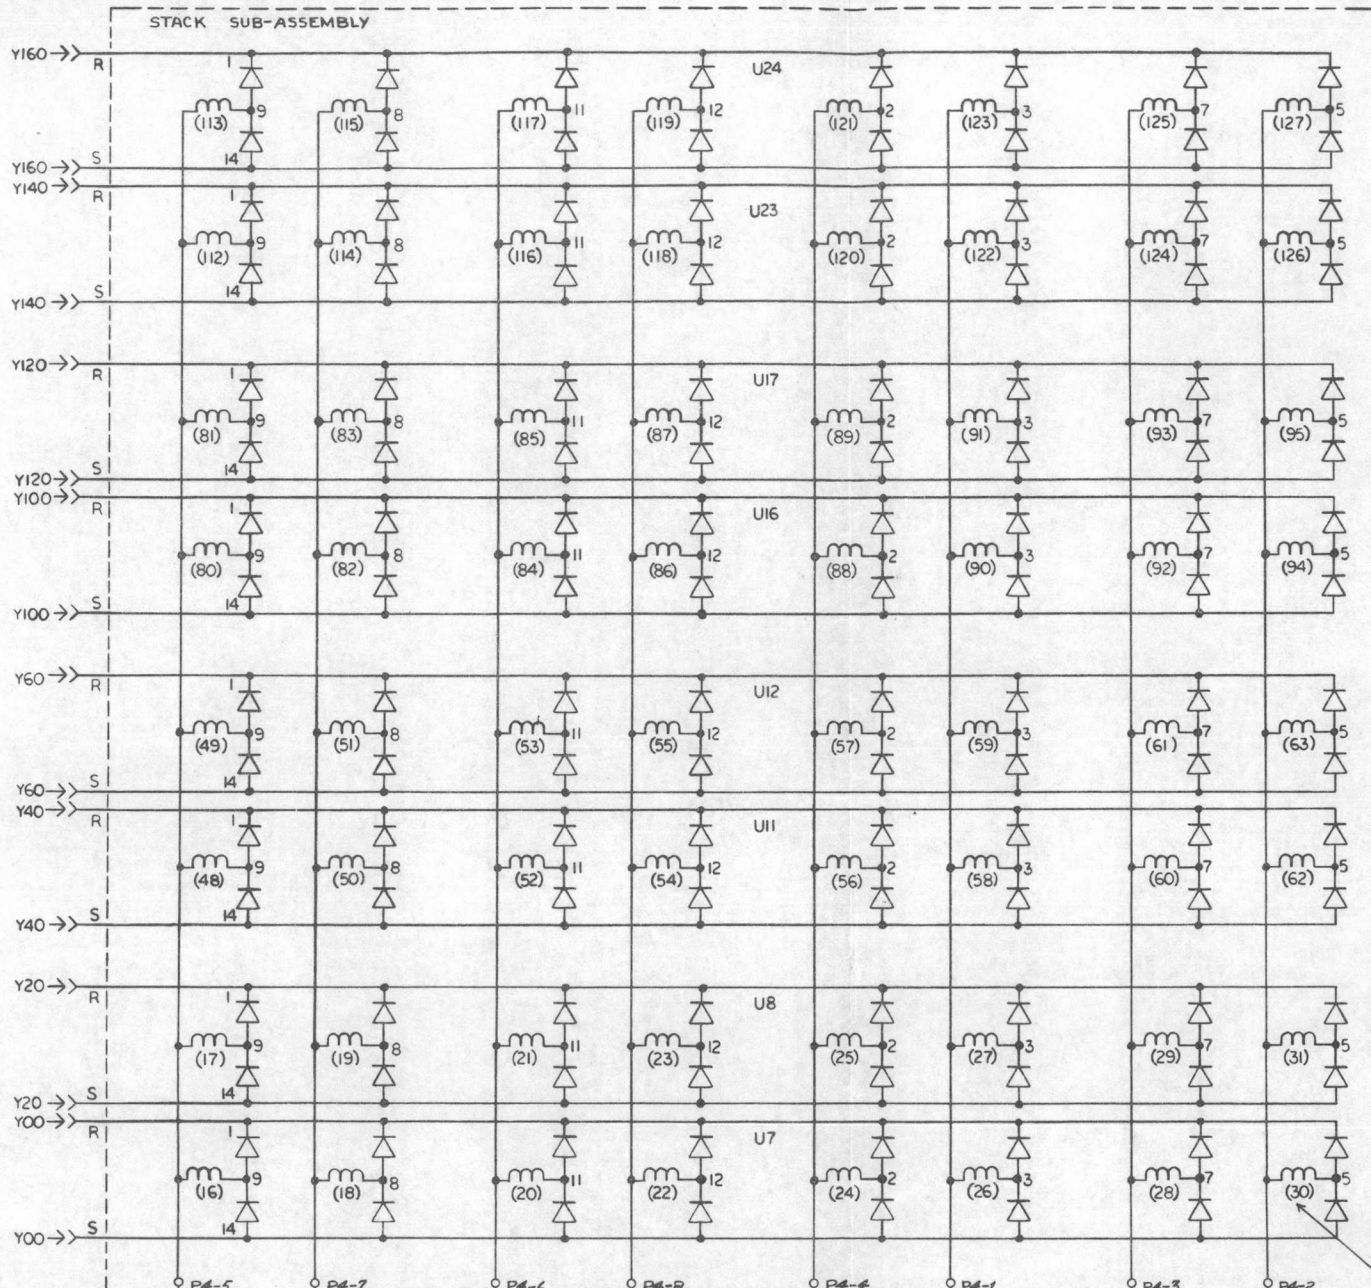 STACK SUB-ASSEMBLY
Y160 R 1 U24
9 8 11 12 2 3 7 5
(113) (115) (117) (119) (121) (123) (125) (127)
Y160 S 14
Y140 R 1 U23
9 8 11 12 2 3 7 5
(112) (114) (116) (118) (120) (122) (124) (126)
Y140 S 14
Y120 R 1 U17
9 8 11 12 2 3 7 5
(81) (83) (85) (87) (89) (91) (93) (95)
Y120 S 14
Y100 R 1 U16
9 8 11 12 2 3 7 5
(80) (82) (84) (86) (88) (90) (92) (94)
Y100 S 14
Y60 R 1 U12
9 8 11 12 2 3 7 5
(49) (51) (53) (55) (57) (59) (61) (63)
Y60 S 14
Y40 R 1 U11
9 8 11 12 2 3 7 5
(48) (50) (52) (54) (56) (58) (60) (62)
Y40 S 14
Y20 R 1 U8
9 8 11 12 2 3 7 5
(17) (19) (21) (23) (25) (27) (29) (31)
Y20 S 14
Y00 R 1 U7
9 8 11 12 2 3 7 5
(16) (18) (20) (22) (24) (26) (28) (30)
Y00 S 14
P4-5 P4-7 P4-6 P4-8 P4-4 P4-1 P4-3 P4-2